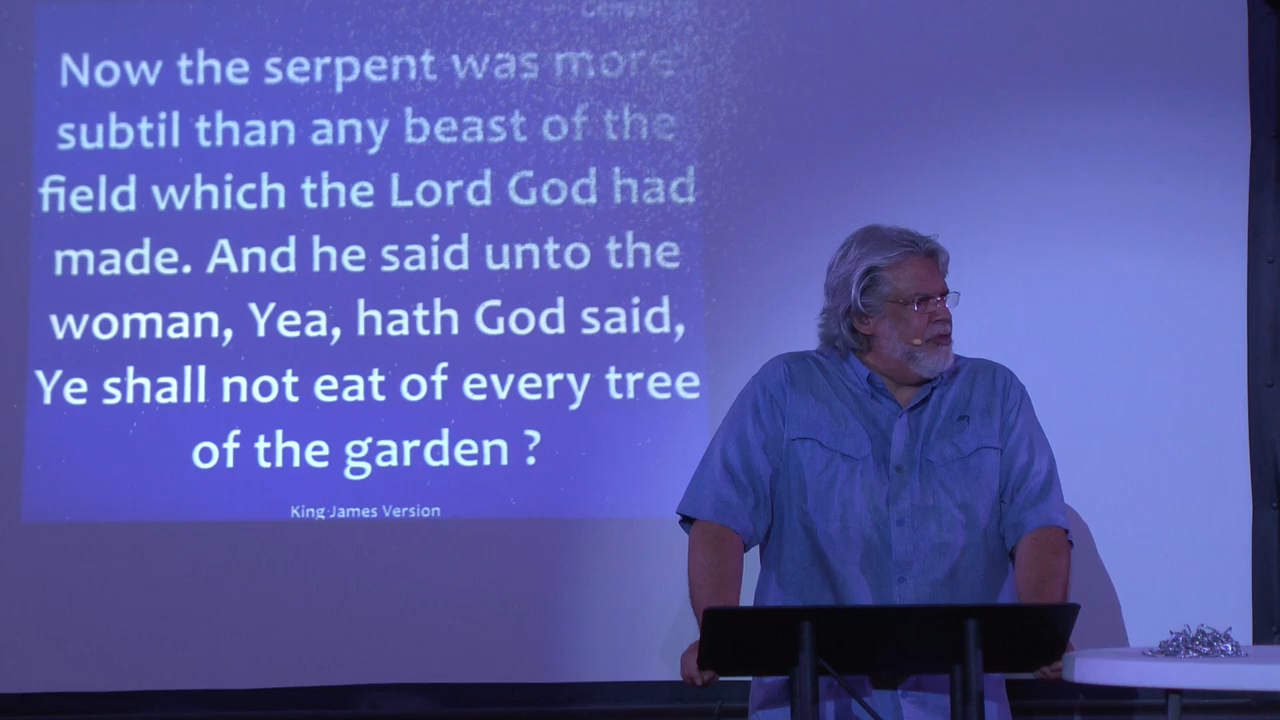 Now the serpent was more
subtil than any beast of the
field which the Lord God had
made. And he said unto the
woman, Yea, hath God said,
Ye shall not eat of every tree
of the garden ?
King James Version